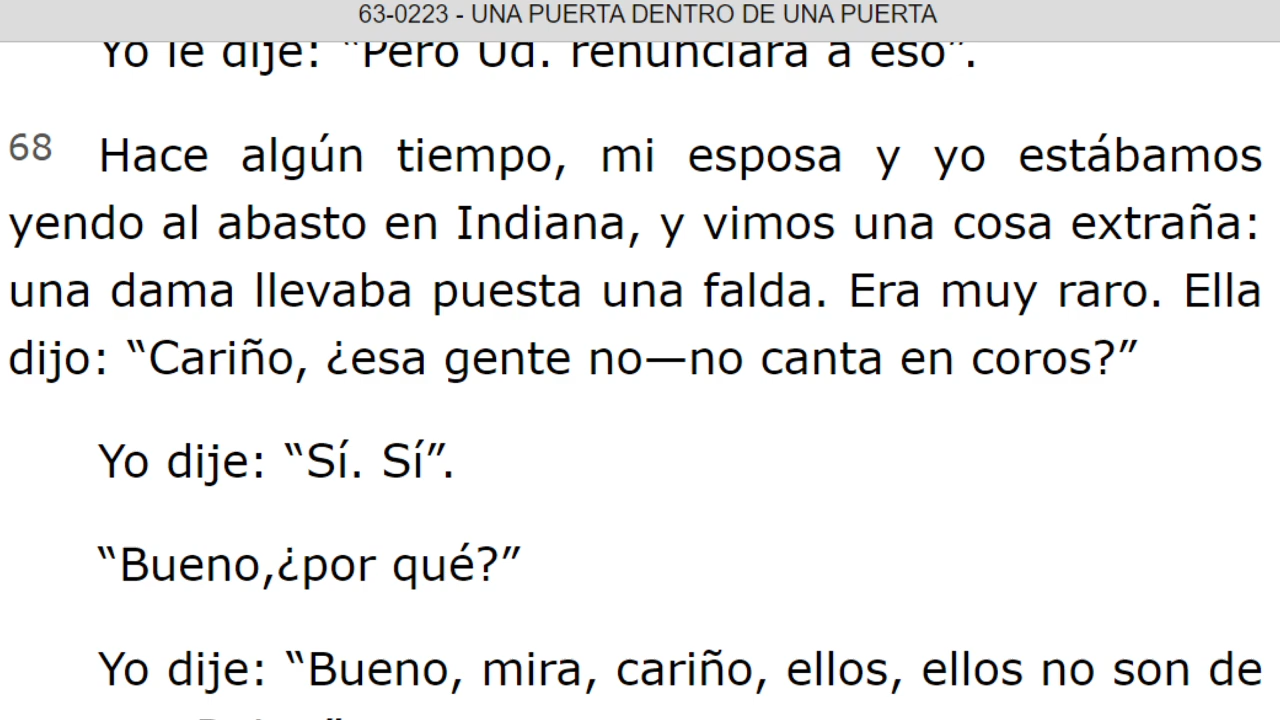 63-0223 - UNA PUERTA DENTRO DE UNA PUERTA
Yo le dije: “Pero Ud. renunciará a eso”.
68 Hace algún tiempo, mi esposa y yo estábamos
yendo al abasto en Indiana, y vimos una cosa extraña:
una dama llevaba puesta una falda. Era muy raro. Ella
dijo: “Cariño, ¿esa gente no—no canta en coros?”
Yo dije: “Sí. Sí”.
“Bueno,¿por qué?”
Yo dije: “Bueno, mira, cariño, ellos, ellos no son de